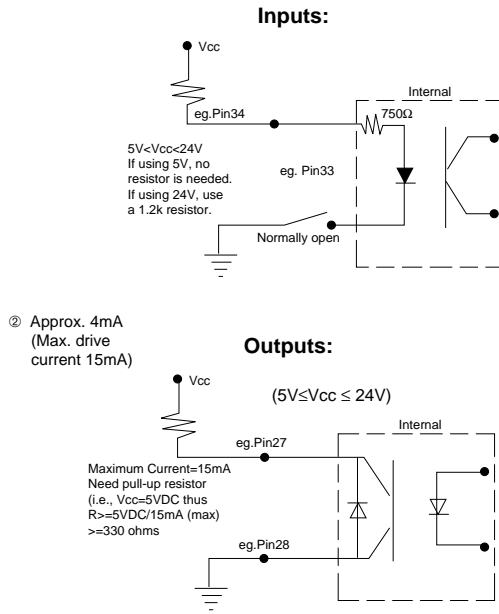 Inputs:
Vcc
Internal
eg.Pin34
750Ω
5V<Vcc<24V
If using 5V, no
resistor is needed.
If using 24V, use
a 1.2k resistor.
eg. Pin33
Normally open
② Approx. 4mA
(Max. drive
current 15mA)
Outputs:
Vcc
(5V≤Vcc ≤ 24V)
Internal
eg.Pin27
Maximum Current=15mA
Need pull-up resistor
(i.e., Vcc=5VDC thus
R>=5VDC/15mA (max)
>=330 ohms
eg.Pin28